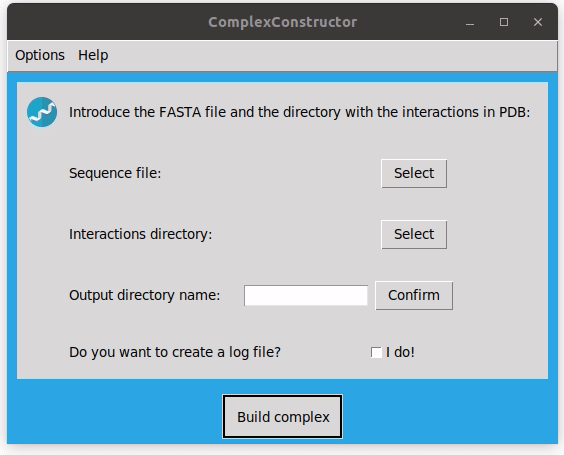 ComplexConstructor
Options Help
Introduce the FASTA file and the directory with the interactions in PDB:
Sequence file: Select
Interactions directory: Select
Output directory name: Confirm
Do you want to create a log file? I do!
Build complex